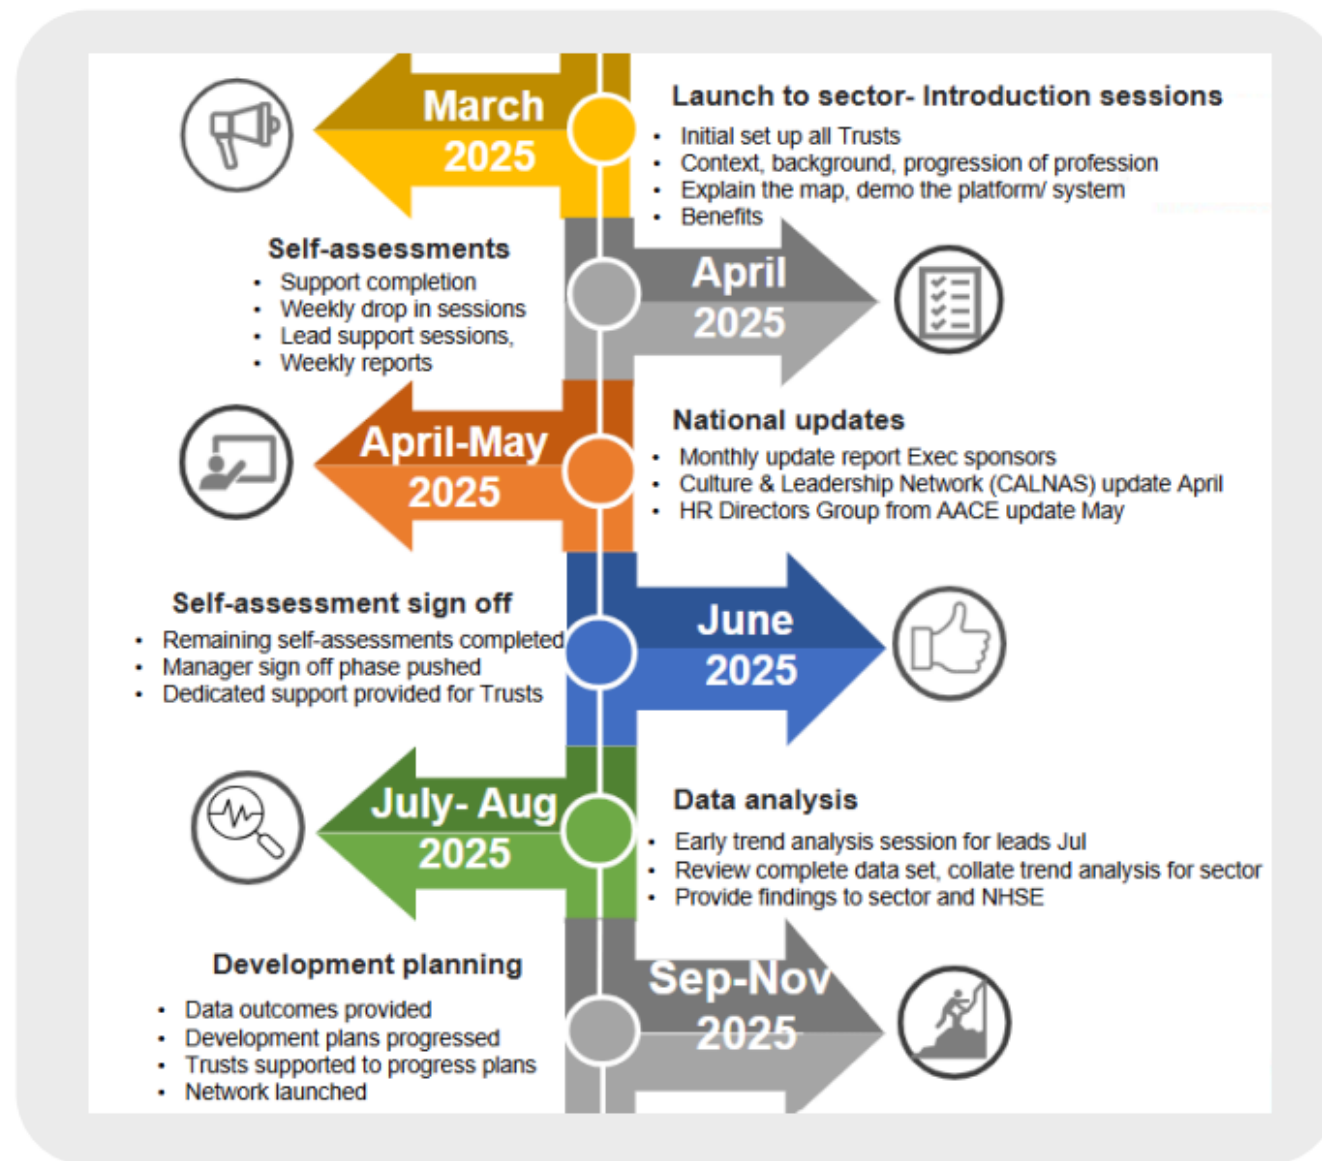 March
2025
Launch to sector- Introduction sessions
• Initial set up all Trusts
• Context, background, progression of profession
• Explain the map, demo the platform/ system
• Benefits
Self-assessments
• Support completion
• Weekly drop in sessions
• Lead support sessions,
• Weekly reports
April
2025
April-May
2025
National updates
• Monthly update report Exec sponsors
• Culture & Leadership Network (CALNAS) update April
• HR Directors Group from AACE update May
Self-assessment sign off
• Remaining self-assessments completed
• Manager sign off phase pushed
• Dedicated support provided for Trusts
June
2025
July- Aug
2025
Data analysis
• Early trend analysis session for leads Jul
• Review complete data set, collate trend analysis for sector
• Provide findings to sector and NHSE
Development planning
• Data outcomes provided
• Development plans progressed
• Trusts supported to progress plans
• Network launched
Sep-Nov
2025